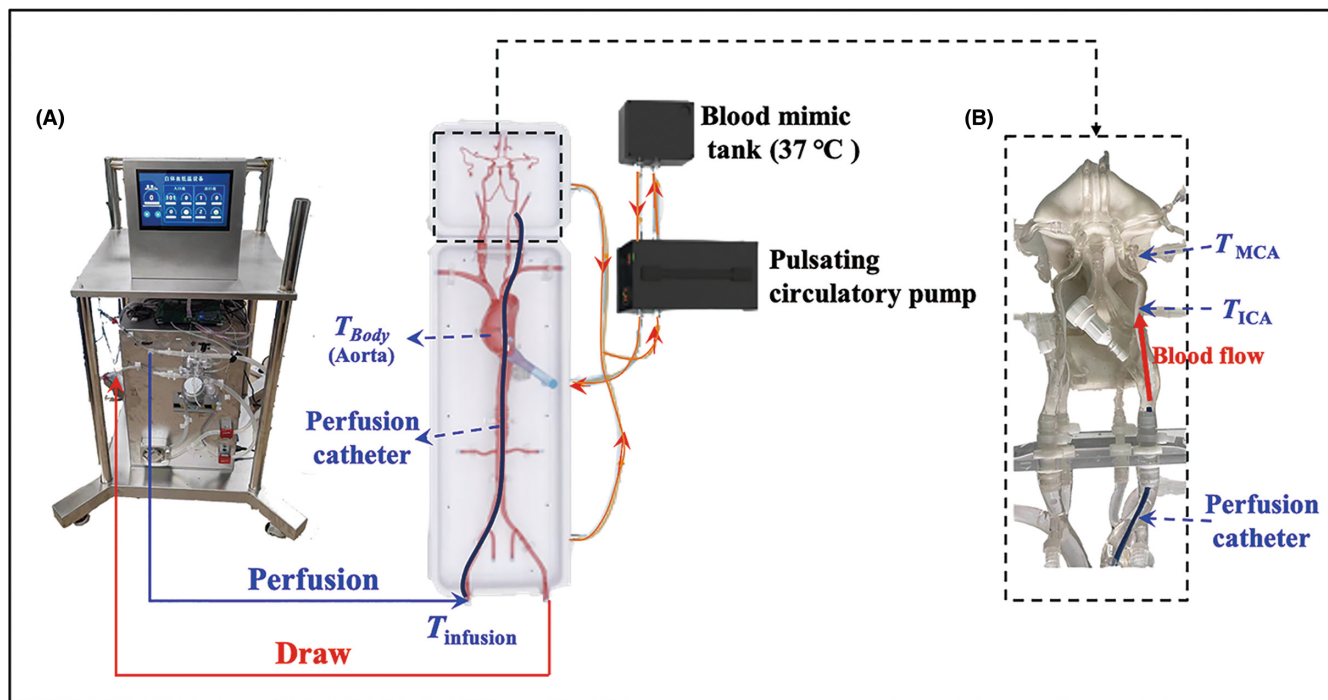 (A)
Blood mimic
tank (37 °C )
(B)
Pulsating
circulatory pump
T_MCA
T_ICA
T_Body
(Aorta)
Blood flow
Perfusion
catheter
Perfusion
catheter
Perfusion
T_infusion
Draw